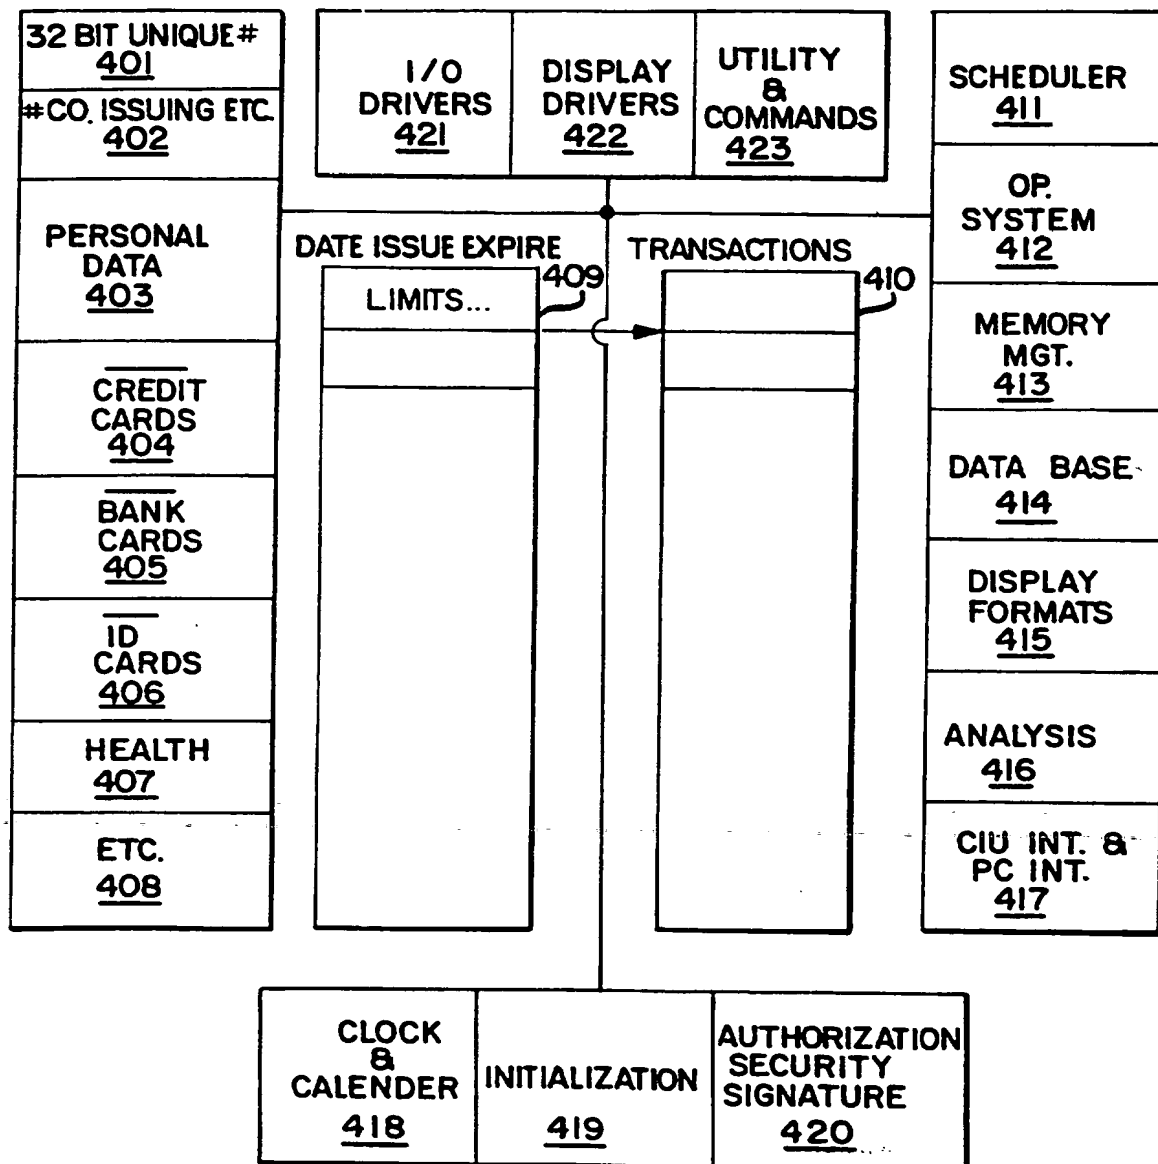 32 BIT UNIQUE#
401
#CO. ISSUING ETC.
402
PERSONAL
DATA
403
CREDIT
CARDS
404
BANK
CARDS
405
ID
CARDS
406
HEALTH
407
ETC.
408
I/O
DRIVERS
421
DISPLAY
DRIVERS
422
UTILITY
&
COMMANDS
423
DATE ISSUE EXPIRE
409
LIMITS...
TRANSACTIONS
410
SCHEDULER
411
OP.
SYSTEM
412
MEMORY
MGT.
413
DATA BASE
414
DISPLAY
FORMATS
415
ANALYSIS
416
CIU INT. &
PC INT.
417
CLOCK
&
CALENDER
418
INITIALIZATION
419
AUTHORIZATION
SECURITY
SIGNATURE
420